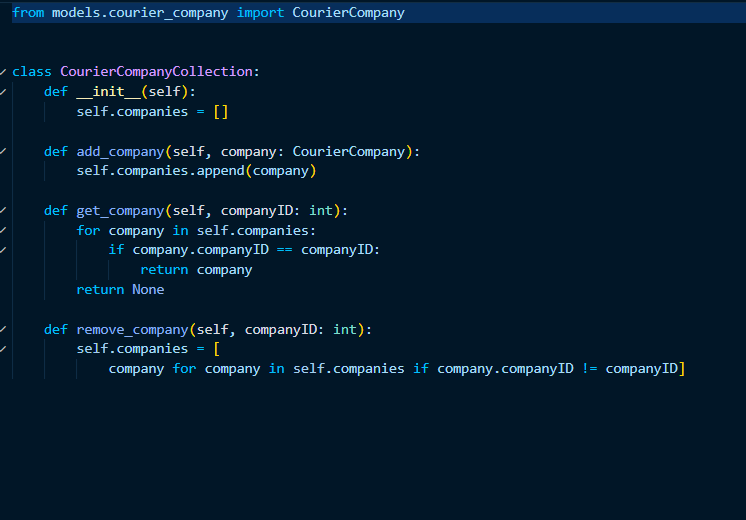 from models.courier_company import CourierCompany
class CourierCompanyCollection:
    def __init__(self):
        self.companies = []
    def add_company(self, company: CourierCompany):
        self.companies.append(company)
    def get_company(self, companyID: int):
        for company in self.companies:
            if company.companyID == companyID:
                return company
        return None
    def remove_company(self, companyID: int):
        self.companies = [
            company for company in self.companies if company.companyID != companyID]